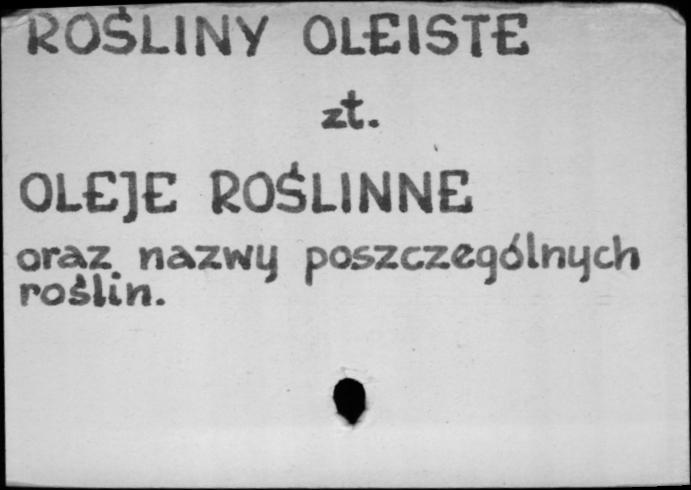 ROŚLINY OLEISTE
zt.
OLEJE ROŚLINNE
oraz nazwy poszczególnych
roślin.